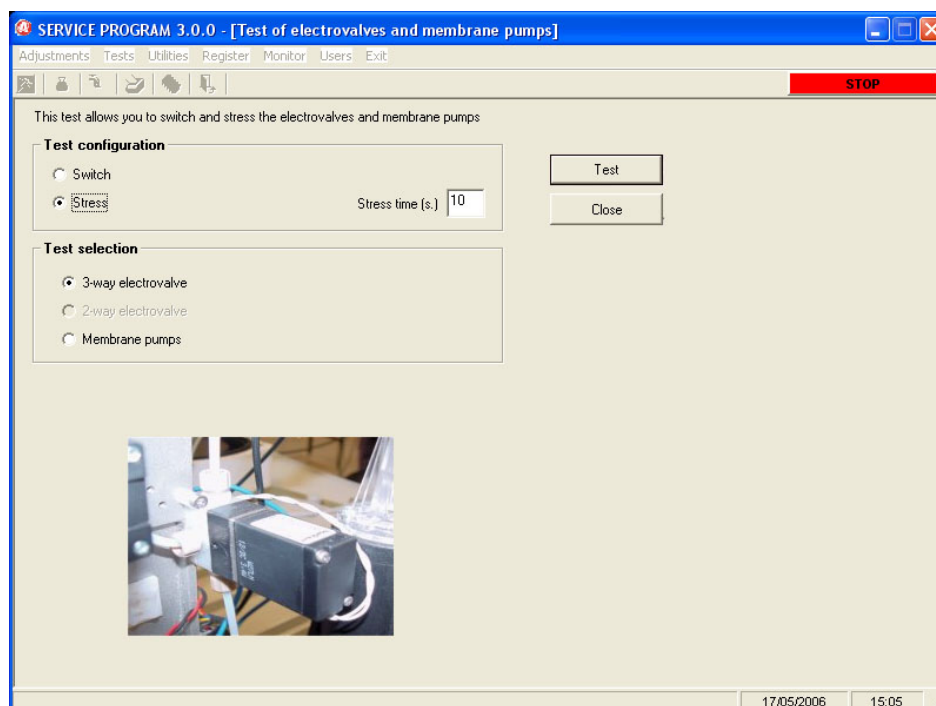 SERVICE PROGRAM 3.0.0 - [Test of electrovalves and membrane pumps]
Adjustments Tests Utilities Register Monitor Users Exit
STOP
This test allows you to switch and stress the electrovalves and membrane pumps
Test configuration
Switch
Stress
Stress time (s.) 10
Test
Close
Test selection
3-way electrovalve
2-way electrovalve
Membrane pumps
17/05/2006 15:05